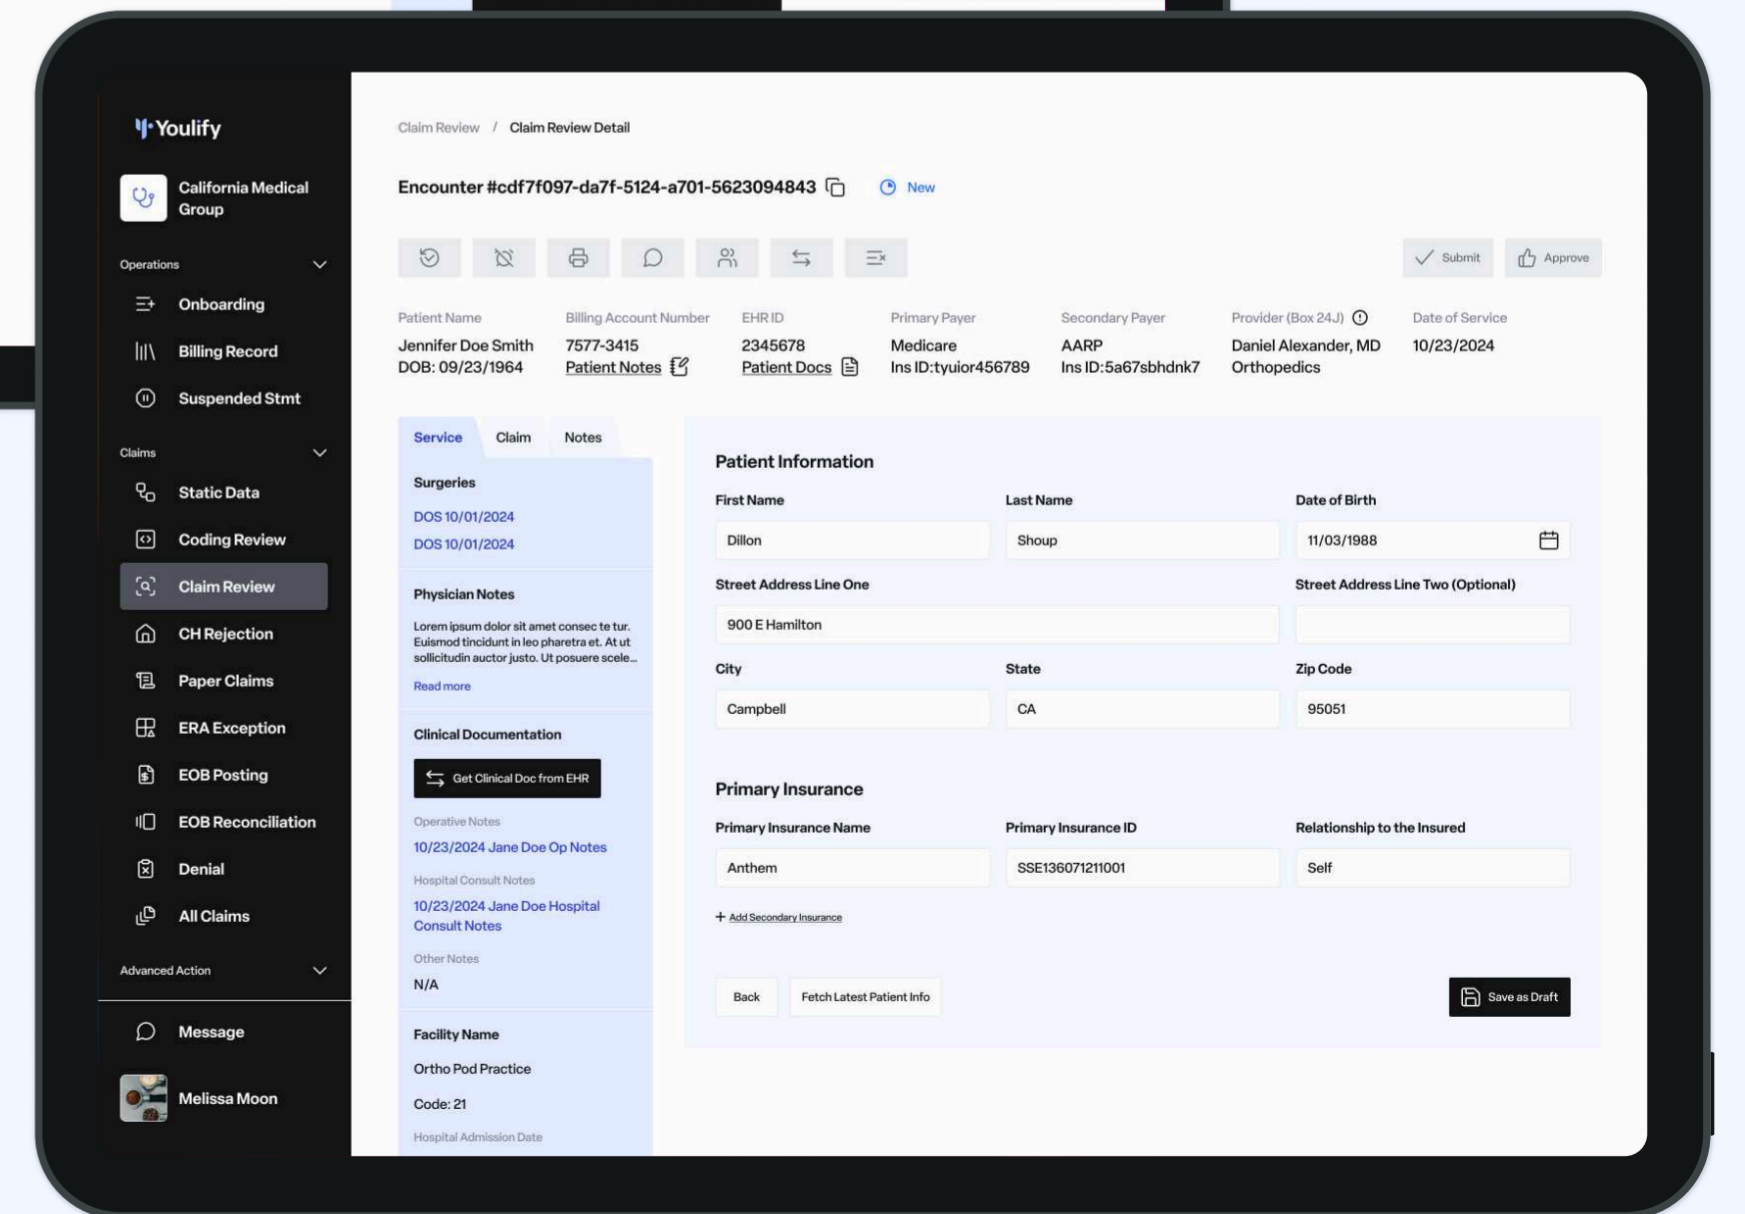 Youlify
California Medical
Group
Operations
Onboarding
Billing Record
Suspended Stmt
Claims
Static Data
Coding Review
Claim Review
CH Rejection
Paper Claims
ERA Exception
EOB Posting
EOB Reconciliation
Denial
All Claims
Advanced Action
Message
Melissa Moon
Claim Review / Claim Review Detail
Encounter #cdf7f097-da7f-5124-a701-5623094843 New
Submit Approve
Patient Name
Jennifer Doe Smith
DOB: 09/23/1964
Billing Account Number
7577-3415
Patient Notes
EHR ID
2345678
Patient Docs
Primary Payer
Medicare
Ins ID:tyuior456789
Secondary Payer
AARP
Ins ID:5a67sbhdnk7
Provider (Box 24J)
Daniel Alexander, MD
Orthopedics
Date of Service
10/23/2024
Service Claim Notes
Surgeries
DOS 10/01/2024
DOS 10/01/2024
Physician Notes
Lorem ipsum dolor sit amet consec te tur.
Euismod tincidunt in leo pharetra et. At ut
sollicitudin auctor justo. Ut posuere scele...
Read more
Clinical Documentation
Get Clinical Doc from EHR
Operative Notes
10/23/2024 Jane Doe Op Notes
Hospital Consult Notes
10/23/2024 Jane Doe Hospital
Consult Notes
Other Notes
N/A
Facility Name
Ortho Pod Practice
Code: 21
Hospital Admission Date
Patient Information
First Name Last Name Date of Birth
Dillon Shoup 11/03/1988
Street Address Line One Street Address Line Two (Optional)
900 E Hamilton
City State Zip Code
Campbell CA 95051
Primary Insurance
Primary Insurance Name Primary Insurance ID Relationship to the Insured
Anthem SSE136071211001 Self
+ Add Secondary Insurance
Back Fetch Latest Patient Info Save as Draft